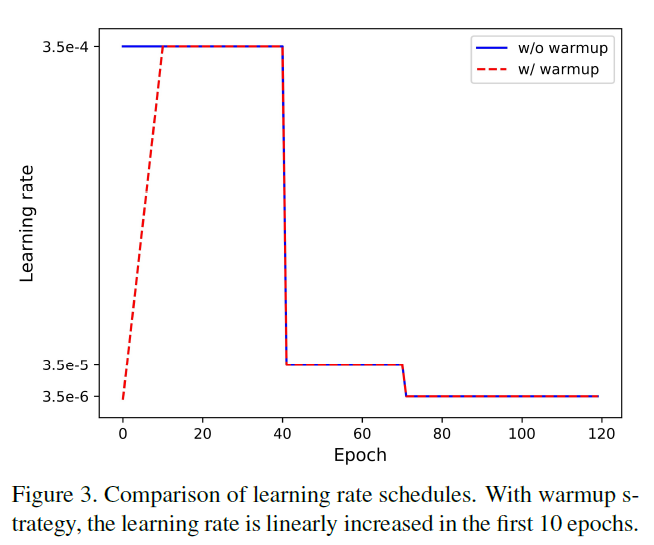 3.5e-4
w/o warmup
w/ warmup
Learning rate
3.5e-5
3.5e-6
0 20 40 60 80 100 120
Epoch
Figure 3. Comparison of learning rate schedules. With warmup s-
trategy, the learning rate is linearly increased in the first 10 epochs.